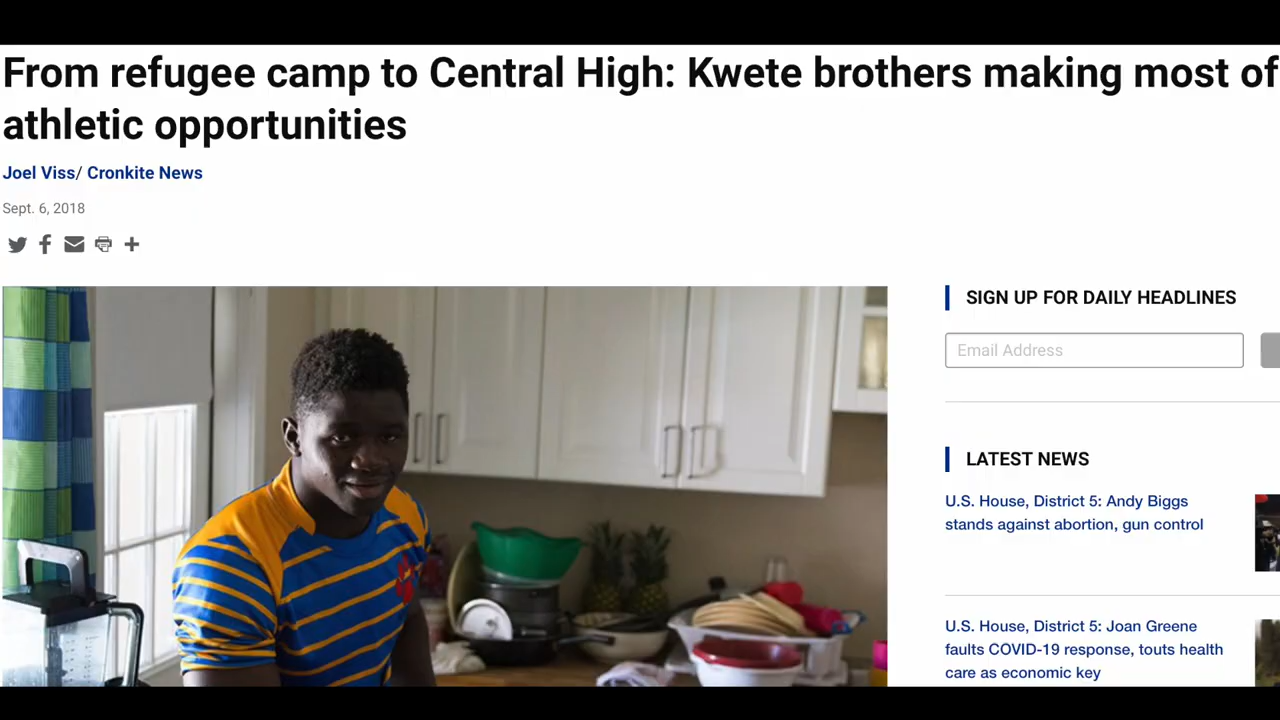 From refugee camp to Central High: Kwete brothers making most of
athletic opportunities
Joel Viss/ Cronkite News
Sept. 6, 2018
SIGN UP FOR DAILY HEADLINES
Email Address
LATEST NEWS
U.S. House, District 5: Andy Biggs
stands against abortion, gun control
U.S. House, District 5: Joan Greene
faults COVID-19 response, touts health
care as economic key